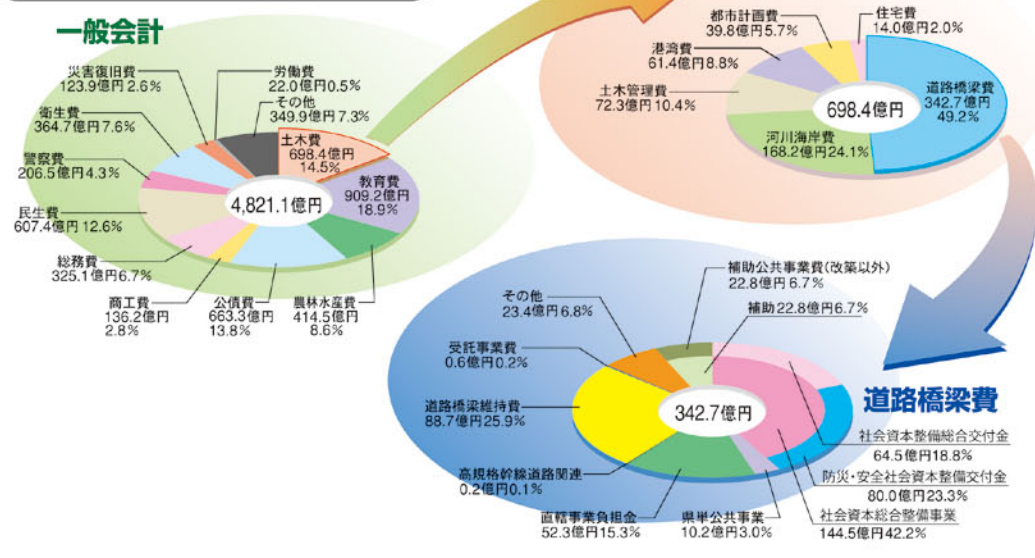 一般会計
災害復旧費
123.9億円 2.6%
労働費
22.0億円0.5%
その他
349.9億円 7.3%
衛生費
364.7億円 7.6%
土木費
698.4億円
14.5%
警察費
206.5億円4.3%
教育費
909.2億円
18.9%
4,821.1億円
民生費
607.4億円 12.6%
総務費
325.1億円6.7%
商工費
136.2億円
2.8%
公債費
663.3億円
13.8%
農林水産費
414.5億円
8.6%
都市計画費
39.8億円5.7%
住宅費
14.0億円2.0%
港湾費
61.4億円8.8%
土木管理費
72.3億円 10.4%
道路橋梁費
342.7億円
49.2%
698.4億円
河川海岸費
168.2億円24.1%
補助公共事業費(改築以外)
22.8億円 6.7%
その他
23.4億円 6.8%
補助 22.8億円6.7%
受託事業費
0.6億円 0.2%
道路橋梁費
道路橋梁維持費
88.7億円 25.9%
342.7億円
社会資本整備総合交付金
64.5億円18.8%
高規格幹線道路関連
0.2億円 0.1%
防災・安全社会資本整備交付金
80.0億円23.3%
直轄事業負担金
52.3億円15.3%
県単公共事業
10.2億円3.0%
社会資本総合整備事業
144.5億円42.2%